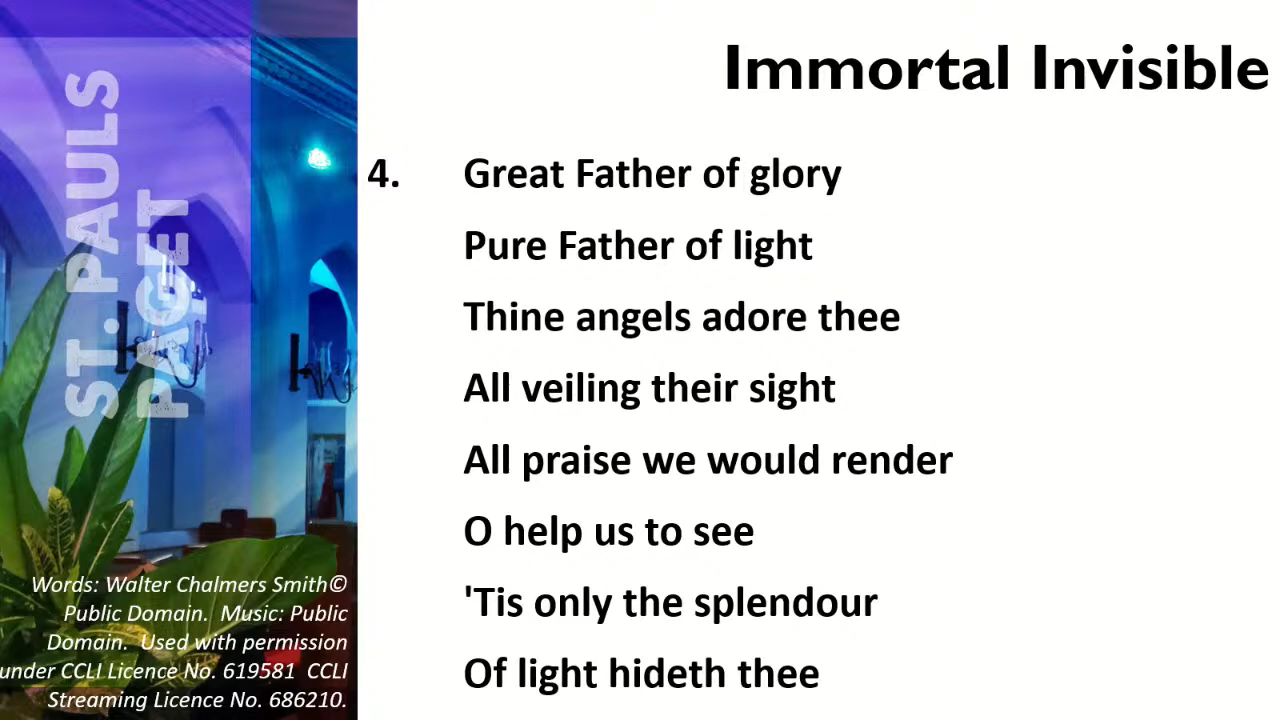 Immortal Invisible
ST. PAULS
PAGET
4. Great Father of glory
Pure Father of light
Thine angels adore thee
All veiling their sight
All praise we would render
O help us to see
'Tis only the splendour
Of light hideth thee
Words: Walter Chalmers Smith©
Public Domain. Music: Public
Domain. Used with permission
under CCLI Licence No. 619581 CCLI
Streaming Licence No. 686210.